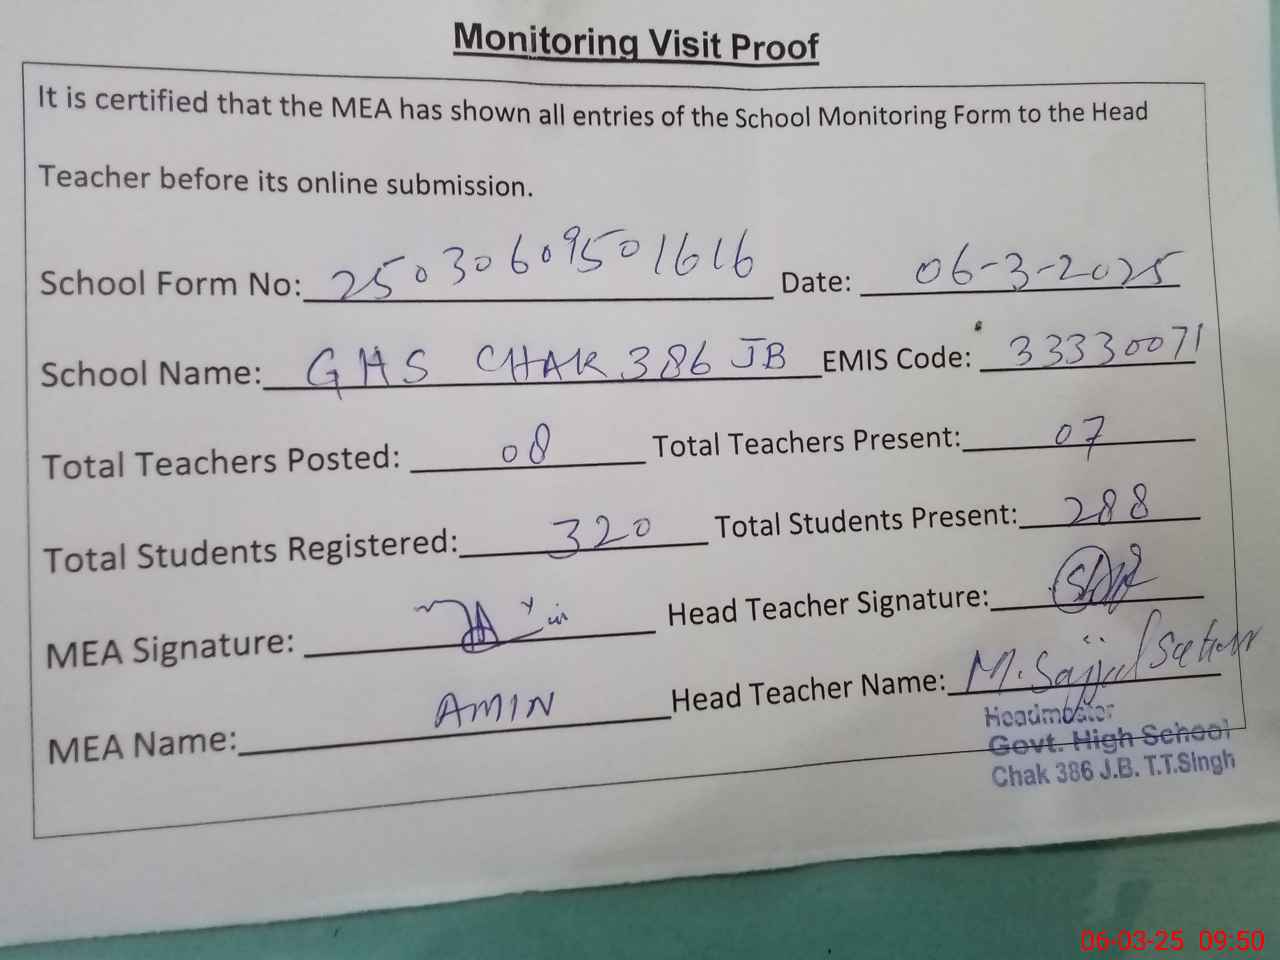 Monitoring Visit Proof
It is certified that the MEA has shown all entries of the School Monitoring Form to the Head
Teacher before its online submission.
School Form No: 2503060950 1616 Date: 06-3-2025
School Name: GHS CHAK 386 JB EMIS Code: 33330071
Total Teachers Posted: 08 Total Teachers Present: 07
Total Students Registered: 320 Total Students Present: 288
MEA Signature: Head Teacher Signature:
MEA Name: AMIN Head Teacher Name: M. Sajjad
Headmaster
Govt. High School
Chak 386 J.B. T.T.Singh
06-03-25 09:50